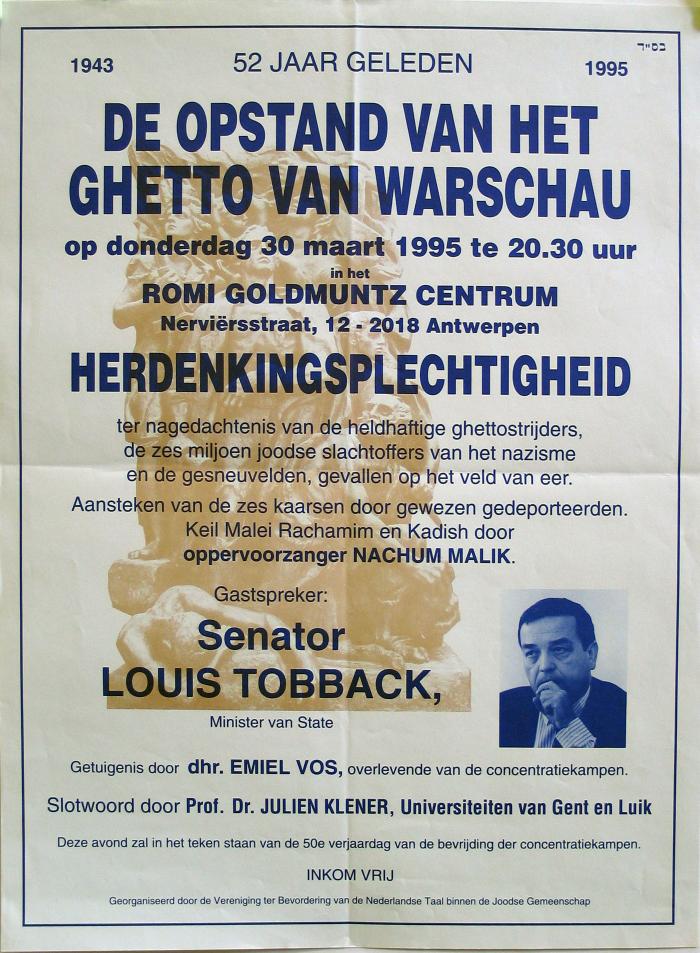 בס״ד
1943 52 JAAR GELEDEN 1995
DE OPSTAND VAN HET
GHETTO VAN WARSCHAU
op donderdag 30 maart 1995 te 20.30 uur
in het
ROMI GOLDMUNTZ CENTRUM
Nerviërsstraat, 12 - 2018 Antwerpen
HERDENKINGSPLECHTIGHEID
ter nagedachtenis van de heldhaftige ghettostrijders,
de zes miljoen joodse slachtoffers van het nazisme
en de gesneuvelden, gevallen op het veld van eer.
Aansteken van de zes kaarsen door gewezen gedeporteerden.
Keil Malei Rachamim en Kadish door
oppervoorzanger NACHUM MALIK.
Gastspreker:
Senator
LOUIS TOBBACK,
Minister van State
Getuigenis door dhr. EMIEL VOS, overlevende van de concentratiekampen.
Slotwoord door Prof. Dr. JULIEN KLENER, Universiteiten van Gent en Luik
Deze avond zal in het teken staan van de 50e verjaardag van de bevrijding der concentratiekampen.
INKOM VRIJ
Georganiseerd door de Vereniging ter Bevordering van de Nederlandse Taal binnen de Joodse Gemeenschap